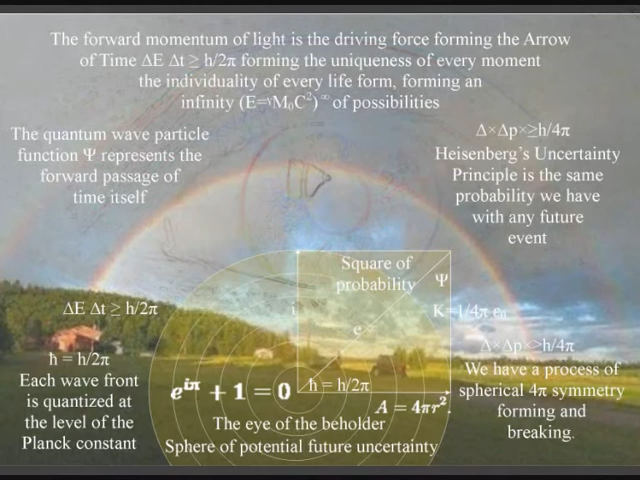 The forward momentum of light is the driving force forming the Arrow
of Time ΔE Δt ≥ h/2π forming the uniqueness of every moment
the individuality of every life form, forming an
infinity (E=ᵞM₀C²)∞ of possibilities
The quantum wave particle
function Ψ represents the
forward passage of
time itself
Δ×Δp×≥h/4π
Heisenberg's Uncertainty
Principle is the same
probability we have
with any future
event
Square of
probability
Ψ
i
K=1/4π
e
ΔE Δt ≥ h/2π
ħ = h/2π
Each wave front
is quantized at
the level of the
Planck constant
e^iπ + 1 = 0
ħ = h/2π
A = 4πr².
The eye of the beholder
Sphere of potential future uncertainty
Δ×Δp×≥h/4π
We have a process of
spherical 4π symmetry
forming and
breaking.